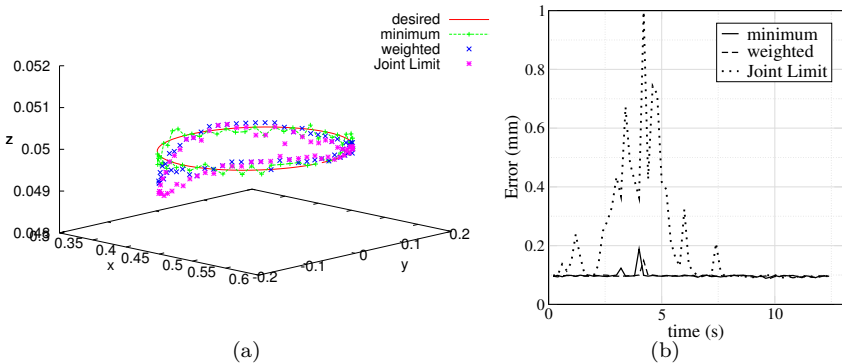 desired
minimum
weighted
Joint Limit
0.052
0.051
z
0.05
0.049
0.048
0.3
0.35
0.4
0.45
0.5
0.55
0.6
x
-0.2
-0.1
0
0.1
0.2
y
(a)
1
0.8
0.6
0.4
0.2
0
Error (mm)
minimum
weighted
Joint Limit
0
5
10
time (s)
(b)